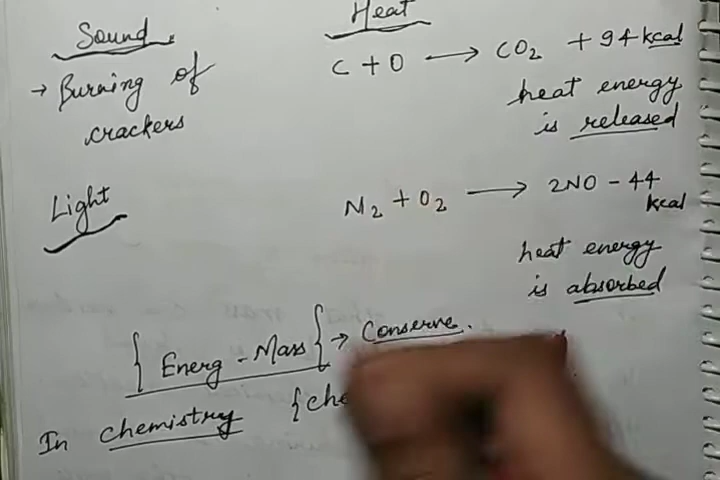 Sound
→ Burning of
crackers
Light
Heat
C + O → CO2 + 94 kcal
heat energy
is released
N2 + O2 → 2NO - 44
kcal
heat energy
is absorbed
{ Energ - Mass } → Conserve.
In chemistry {che